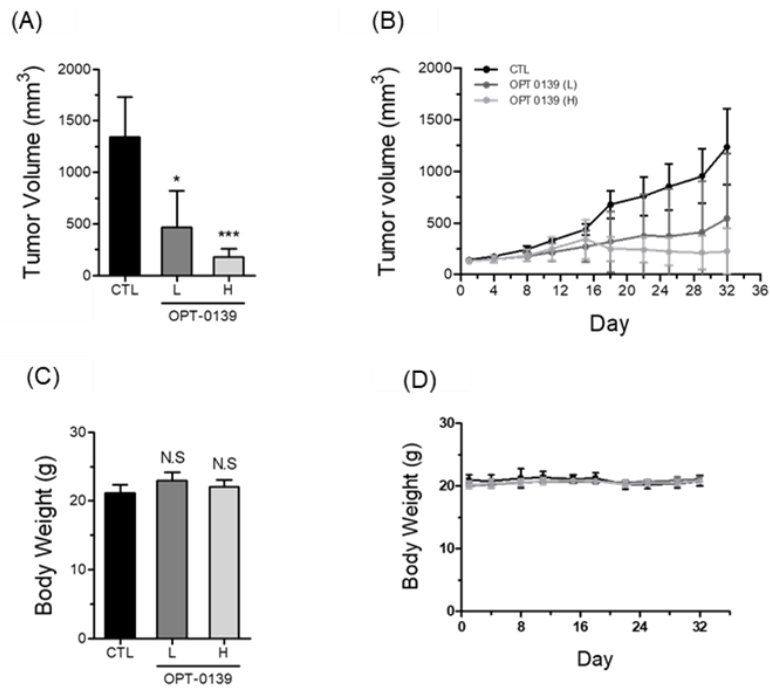 (A)
Tumor Volume (mm³)
2000
1500
1000
500
0
*
***
CTL
L
H
OPT-0139
(B)
CTL
OPT 0139 (L)
OPT 0139 (H)
Tumor volume (mm³)
2000
1500
1000
500
0
0 4 8 12 16 20 24 28 32 36
Day
(C)
Body Weight (g)
30
20
10
0
N.S
N.S
CTL
L
H
OPT-0139
(D)
Body Weight (g)
30
20
10
0
0 8 16 24 32
Day